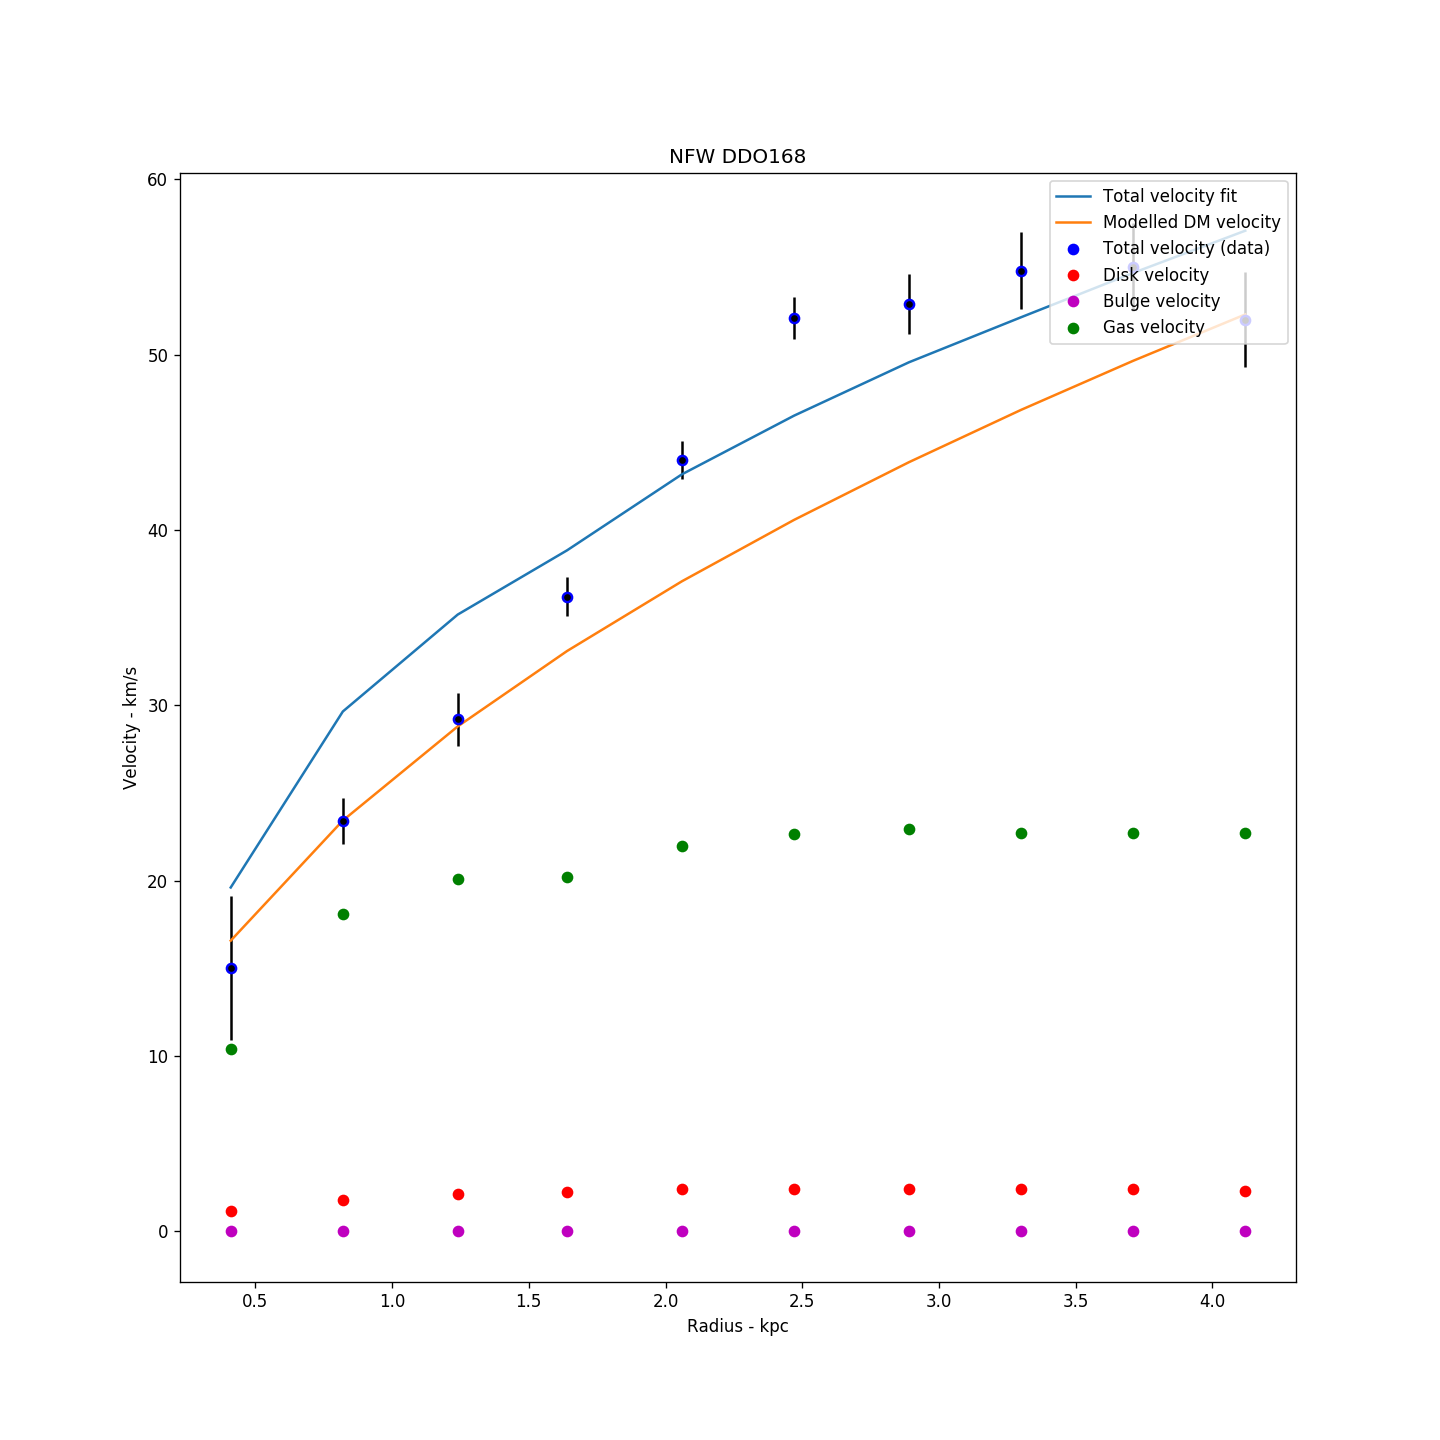 NFW DDO168
60
50
40
30
20
10
0
Velocity - km/s
Total velocity fit
Modelled DM velocity
Total velocity (data)
Disk velocity
Bulge velocity
Gas velocity
0.5 1.0 1.5 2.0 2.5 3.0 3.5 4.0
Radius - kpc